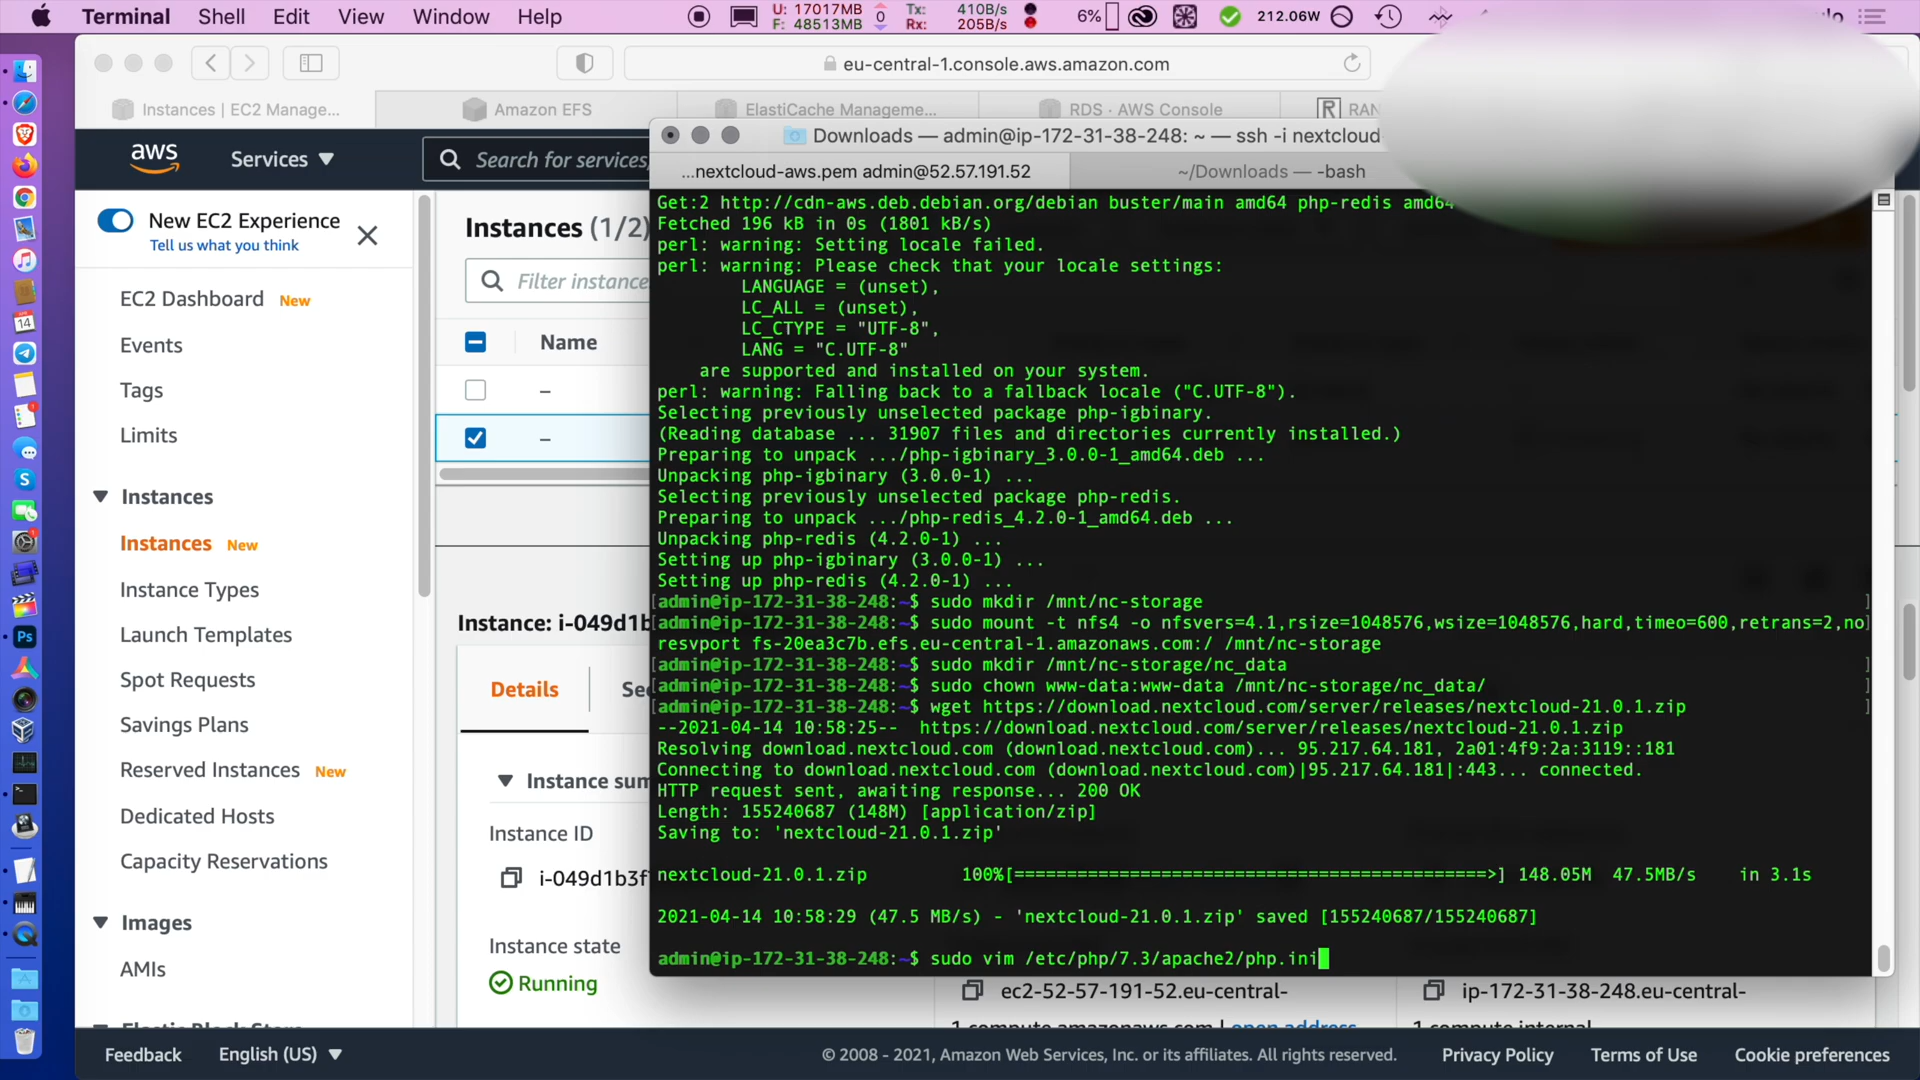 Terminal Shell Edit View Window Help
U: 17017MB
F: 48513MB
0
Tx: 410B/s
Rx: 205B/s
6%
212.06W
eu-central-1.console.aws.amazon.com
Instances | EC2 Manage...
Amazon EFS
ElastiCache Manageme...
RDS · AWS Console
RAN
aws
Services
Search for services,
Downloads — admin@ip-172-31-38-248: ~ — ssh -i nextcloud-
...nextcloud-aws.pem admin@52.57.191.52
~/Downloads — -bash
New EC2 Experience
Tell us what you think
EC2 Dashboard New
Events
Tags
Limits
Instances
Instances New
Instance Types
Launch Templates
Spot Requests
Savings Plans
Reserved Instances New
Dedicated Hosts
Capacity Reservations
Images
AMIs
Elastic Block Store
Instances (1/2)
Filter instance
Name
–
–
Instance: i-049d1b
Details
Se
Instance sum
Instance ID
i-049d1b3f
Instance state
Running
Get:2 http://cdn-aws.deb.debian.org/debian buster/main amd64 php-redis amd64
Fetched 196 kB in 0s (1801 kB/s)
perl: warning: Setting locale failed.
perl: warning: Please check that your locale settings:
LANGUAGE = (unset),
LC_ALL = (unset),
LC_CTYPE = "UTF-8",
LANG = "C.UTF-8"
are supported and installed on your system.
perl: warning: Falling back to a fallback locale ("C.UTF-8").
Selecting previously unselected package php-igbinary.
(Reading database ... 31907 files and directories currently installed.)
Preparing to unpack .../php-igbinary_3.0.0-1_amd64.deb ...
Unpacking php-igbinary (3.0.0-1) ...
Selecting previously unselected package php-redis.
Preparing to unpack .../php-redis_4.2.0-1_amd64.deb ...
Unpacking php-redis (4.2.0-1) ...
Setting up php-igbinary (3.0.0-1) ...
Setting up php-redis (4.2.0-1) ...
[admin@ip-172-31-38-248:~$ sudo mkdir /mnt/nc-storage ]
[admin@ip-172-31-38-248:~$ sudo mount -t nfs4 -o nfsvers=4.1,rsize=1048576,wsize=1048576,hard,timeo=600,retrans=2,no]
resvport fs-20ea3c7b.efs.eu-central-1.amazonaws.com:/ /mnt/nc-storage
[admin@ip-172-31-38-248:~$ sudo mkdir /mnt/nc-storage/nc_data ]
[admin@ip-172-31-38-248:~$ sudo chown www-data:www-data /mnt/nc-storage/nc_data/ ]
[admin@ip-172-31-38-248:~$ wget https://download.nextcloud.com/server/releases/nextcloud-21.0.1.zip ]
--2021-04-14 10:58:25-- https://download.nextcloud.com/server/releases/nextcloud-21.0.1.zip
Resolving download.nextcloud.com (download.nextcloud.com)... 95.217.64.181, 2a01:4f9:2a:3119::181
Connecting to download.nextcloud.com (download.nextcloud.com)|95.217.64.181|:443... connected.
HTTP request sent, awaiting response... 200 OK
Length: 155240687 (148M) [application/zip]
Saving to: 'nextcloud-21.0.1.zip'
nextcloud-21.0.1.zip 100%[=============================================>] 148.05M 47.5MB/s in 3.1s
2021-04-14 10:58:29 (47.5 MB/s) - 'nextcloud-21.0.1.zip' saved [155240687/155240687]
admin@ip-172-31-38-248:~$ sudo vim /etc/php/7.3/apache2/php.ini
ec2-52-57-191-52.eu-central-
1.compute.amazonaws.com | open address
ip-172-31-38-248.eu-central-
1.compute.internal
Feedback English (US)
© 2008 - 2021, Amazon Web Services, Inc. or its affiliates. All rights reserved.
Privacy Policy Terms of Use Cookie preferences